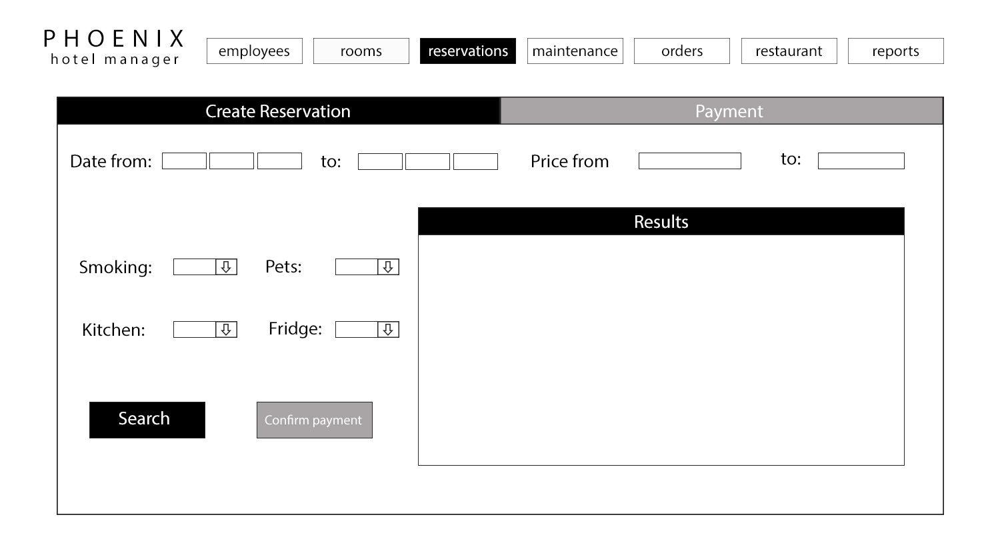 PHOENIX
hotel manager
employees
rooms
reservations
maintenance
orders
restaurant
reports
Create Reservation
Payment
Date from:
to:
Price from
to:
Results
Smoking:
Pets:
Kitchen:
Fridge:
Search
Confirm payment